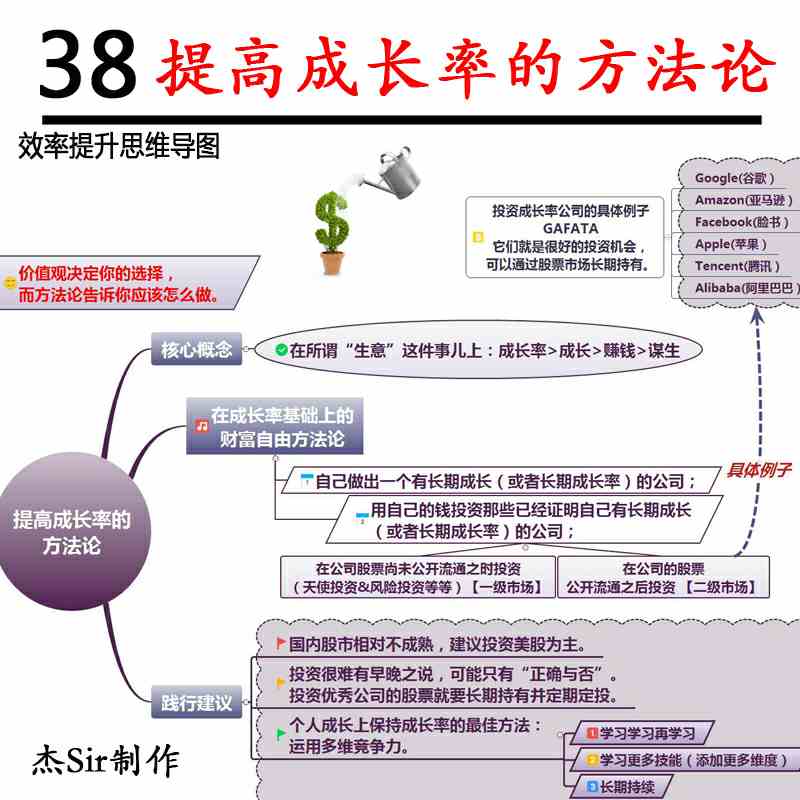 38 提高成长率的方法论
效率提升思维导图
Google(谷歌)
Amazon(亚马逊)
Facebook(脸书)
Apple(苹果)
Tencent(腾讯)
Alibaba(阿里巴巴)
投资成长率公司的具体例子
GAFATA
它们就是很好的投资机会，
可以通过股票市场长期持有。
价值观决定你的选择，
而方法论告诉你应该怎么做。
核心概念
在所谓“生意”这件事儿上：成长率>成长>赚钱>谋生
在成长率基础上的
财富自由方法论
1 自己做出一个有长期成长（或者长期成长率）的公司；
2 用自己的钱投资那些已经证明自己有长期成长
（或者长期成长率）的公司；
具体例子
在公司股票尚未公开流通之时投资
（天使投资&风险投资等等）【一级市场】
在公司的股票
公开流通之后投资 【二级市场】
提高成长率的
方法论
践行建议
国内股市相对不成熟，建议投资美股为主。
投资很难有早晚之说，可能只有“正确与否”。
投资优秀公司的股票就要长期持有并定期定投。
个人成长上保持成长率的最佳方法：
运用多维竞争力。
1 学习学习再学习
2 学习更多技能（添加更多维度）
3 长期持续
杰Sir制作